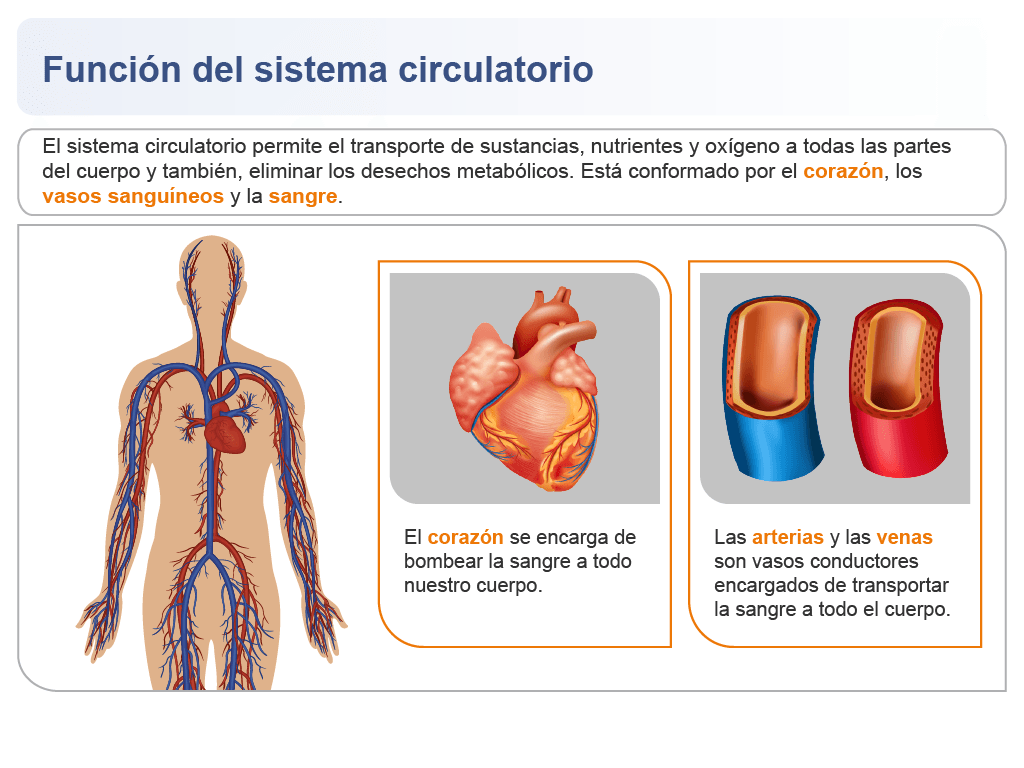 Función del sistema circulatorio
El sistema circulatorio permite el transporte de sustancias, nutrientes y oxígeno a todas las partes
del cuerpo y también, eliminar los desechos metabólicos. Está conformado por el corazón, los
vasos sanguíneos y la sangre.
El corazón se encarga de
bombear la sangre a todo
nuestro cuerpo.
Las arterias y las venas
son vasos conductores
encargados de transportar
la sangre a todo el cuerpo.